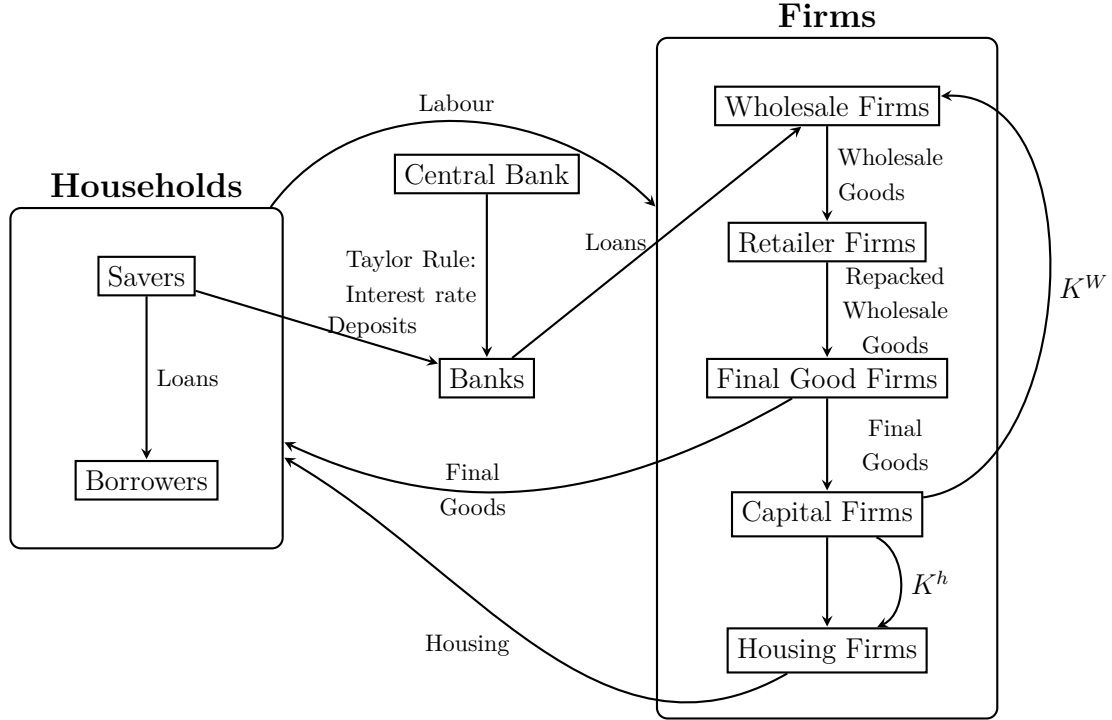 Firms
Labour
Wholesale Firms
Central Bank
Wholesale
Goods
Households
Loans
Retailer Firms
Taylor Rule:
Interest rate
Savers
Repacked
Wholesale
Goods
K^W
Deposits
Loans
Banks
Final Good Firms
Final
Goods
Borrowers
Final
Goods
Capital Firms
K^h
Housing
Housing Firms